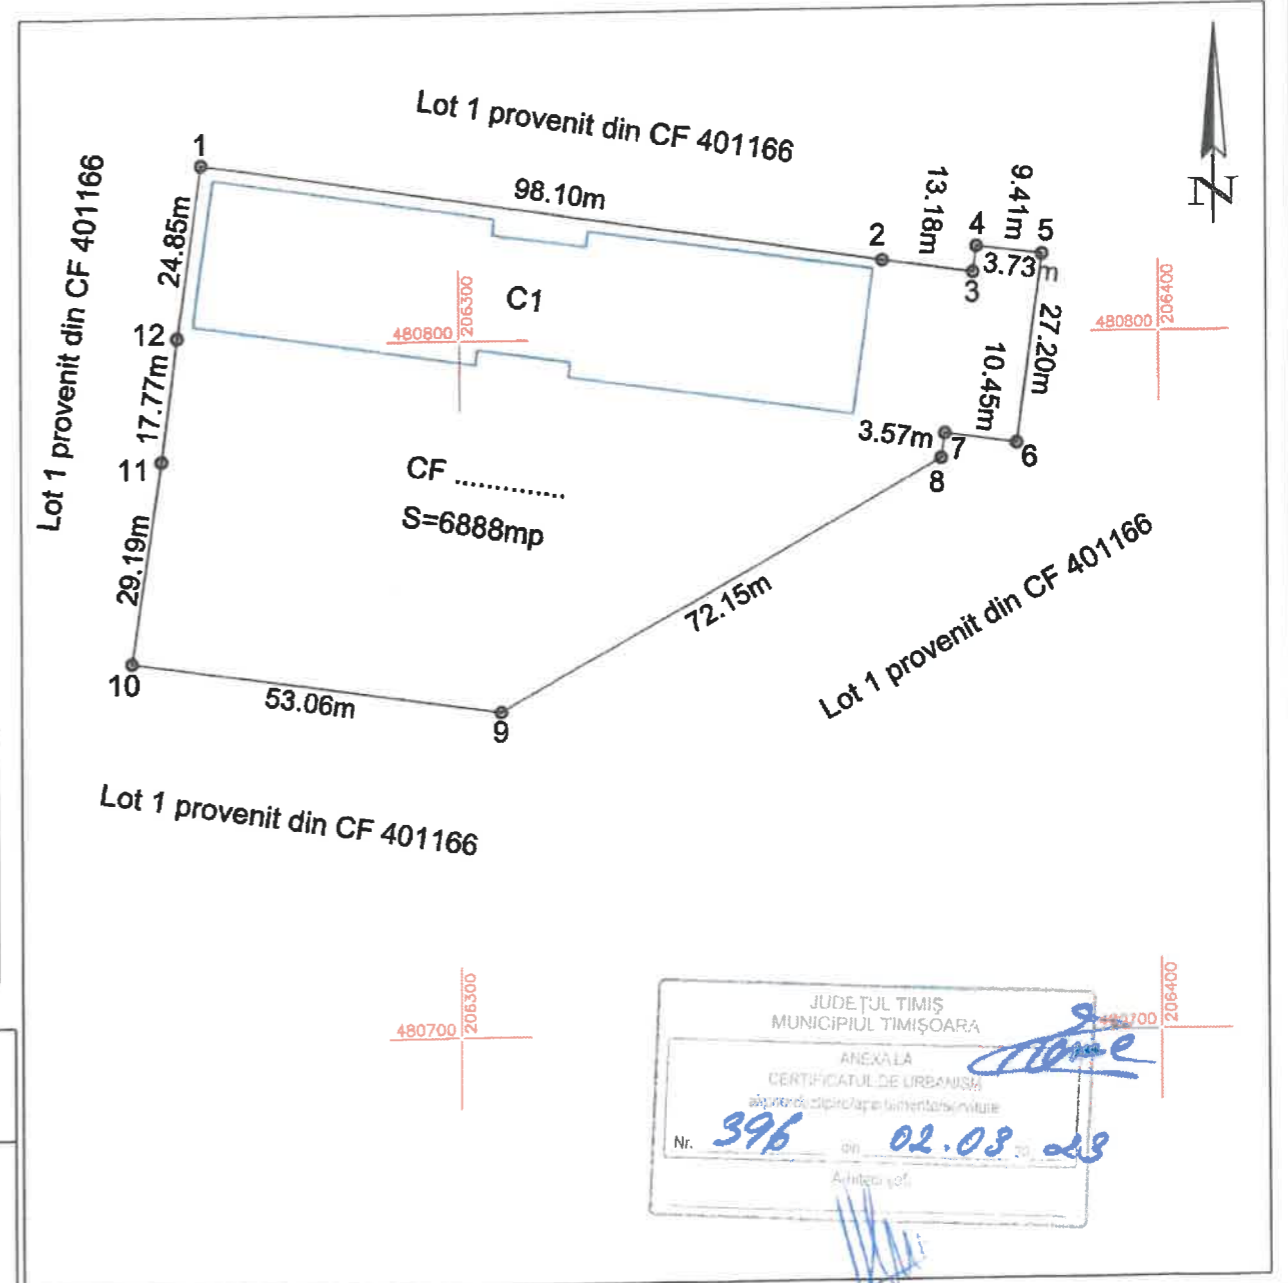 Lot 1 provenit din CF 401166
N
1
98.10m
13.18m
9.41m
4
5
2
3.73m
3
Lot 1 provenit din CF 401166
24.85m
C1
480800
206300
480800
206400
12
27.20m
10.45m
17.77m
3.57m
7
6
11
8
CF ..............
S=6888mp
29.19m
72.15m
Lot 1 provenit din CF 401166
10
53.06m
9
Lot 1 provenit din CF 401166
480700
206300
480700
206400
JUDEȚUL TIMIȘ
MUNICIPIUL TIMIȘOARA
ANEXA LA
CERTIFICATUL DE URBANISM
Nr. 396 din 02.03.2023